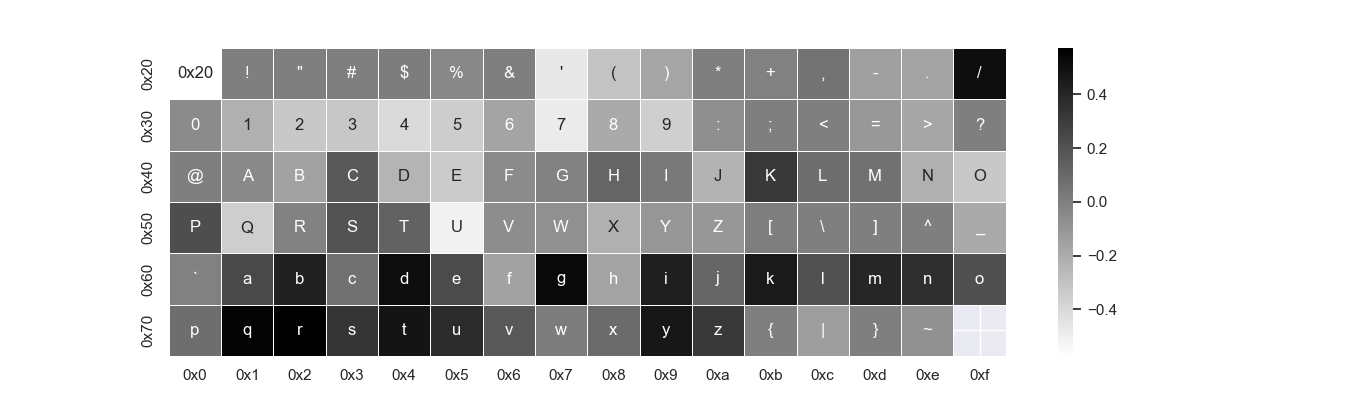 0x20 0x20 ! " # $ % & ' ( ) * + , - . /
0x30 0 1 2 3 4 5 6 7 8 9 : ; < = > ?
0x40 @ A B C D E F G H I J K L M N O
0x50 P Q R S T U V W X Y Z [ \ ] ^ _
0x60 ` a b c d e f g h i j k l m n o
0x70 p q r s t u v w x y z { | } ~
0x0 0x1 0x2 0x3 0x4 0x5 0x6 0x7 0x8 0x9 0xa 0xb 0xc 0xd 0xe 0xf
0.4
0.2
0.0
−0.2
−0.4